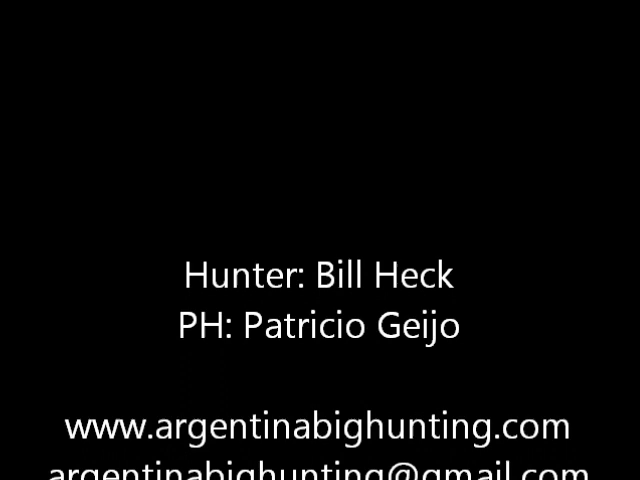 Hunter: Bill Heck
PH: Patricio Geijo
www.argentinabighunting.com
argentinabighunting@gmail.com